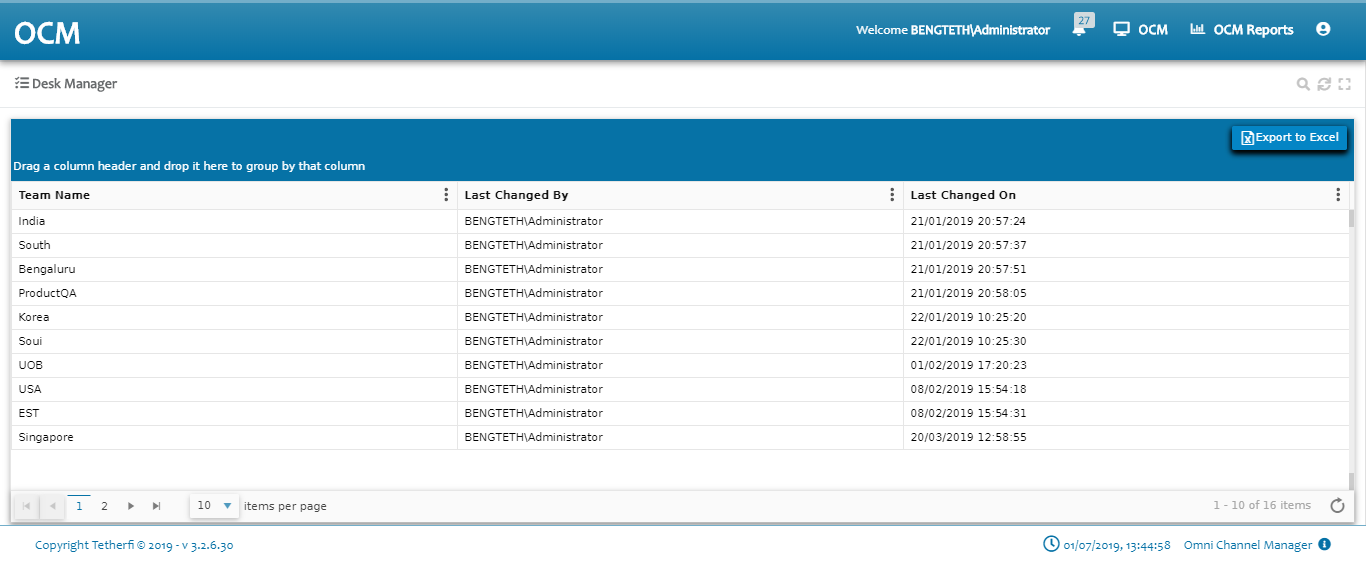 OCM
Welcome BENGTETH\Administrator 27 OCM OCM Reports
Desk Manager
Export to Excel
Drag a column header and drop it here to group by that column
Team Name Last Changed By Last Changed On
India BENGTETH\Administrator 21/01/2019 20:57:24
South BENGTETH\Administrator 21/01/2019 20:57:37
Bengaluru BENGTETH\Administrator 21/01/2019 20:57:51
ProductQA BENGTETH\Administrator 21/01/2019 20:58:05
Korea BENGTETH\Administrator 22/01/2019 10:25:20
Soui BENGTETH\Administrator 22/01/2019 10:25:30
UOB BENGTETH\Administrator 01/02/2019 17:20:23
USA BENGTETH\Administrator 08/02/2019 15:54:18
EST BENGTETH\Administrator 08/02/2019 15:54:31
Singapore BENGTETH\Administrator 20/03/2019 12:58:55
1 2 10 items per page 1 - 10 of 16 items
Copyright Tetherfi © 2019 - v 3.2.6.30 01/07/2019, 13:44:58 Omni Channel Manager